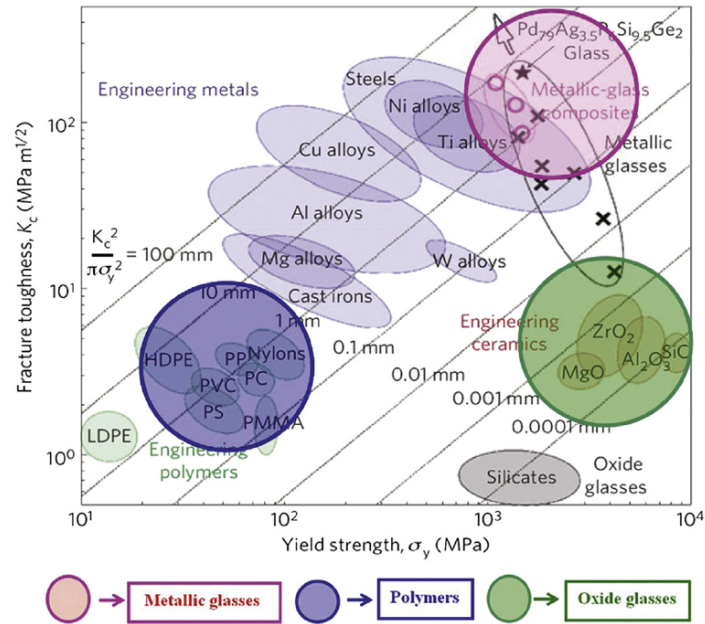 Pd79Ag3.5P6Si9.5Ge2
Glass
Engineering metals
Steels
Ni alloys
Metallic-glass
composites
Ti alloys
Metallic
glasses
Cu alloys
Al alloys
Mg alloys
W alloys
Cast irons
Kc²/πσy² = 100 mm
10 mm
1 mm
0.1 mm
0.01 mm
0.001 mm
0.0001 mm
Engineering
ceramics
ZrO2
Al2O3
SiC
MgO
HDPE
PP
Nylons
PVC
PC
PS
PMMA
LDPE
Engineering
polymers
Silicates
Oxide
glasses
Fracture toughness, Kc (MPa m1/2)
10²
10¹
10⁰
10¹
10²
10³
10⁴
Yield strength, σy (MPa)
Metallic glasses
Polymers
Oxide glasses